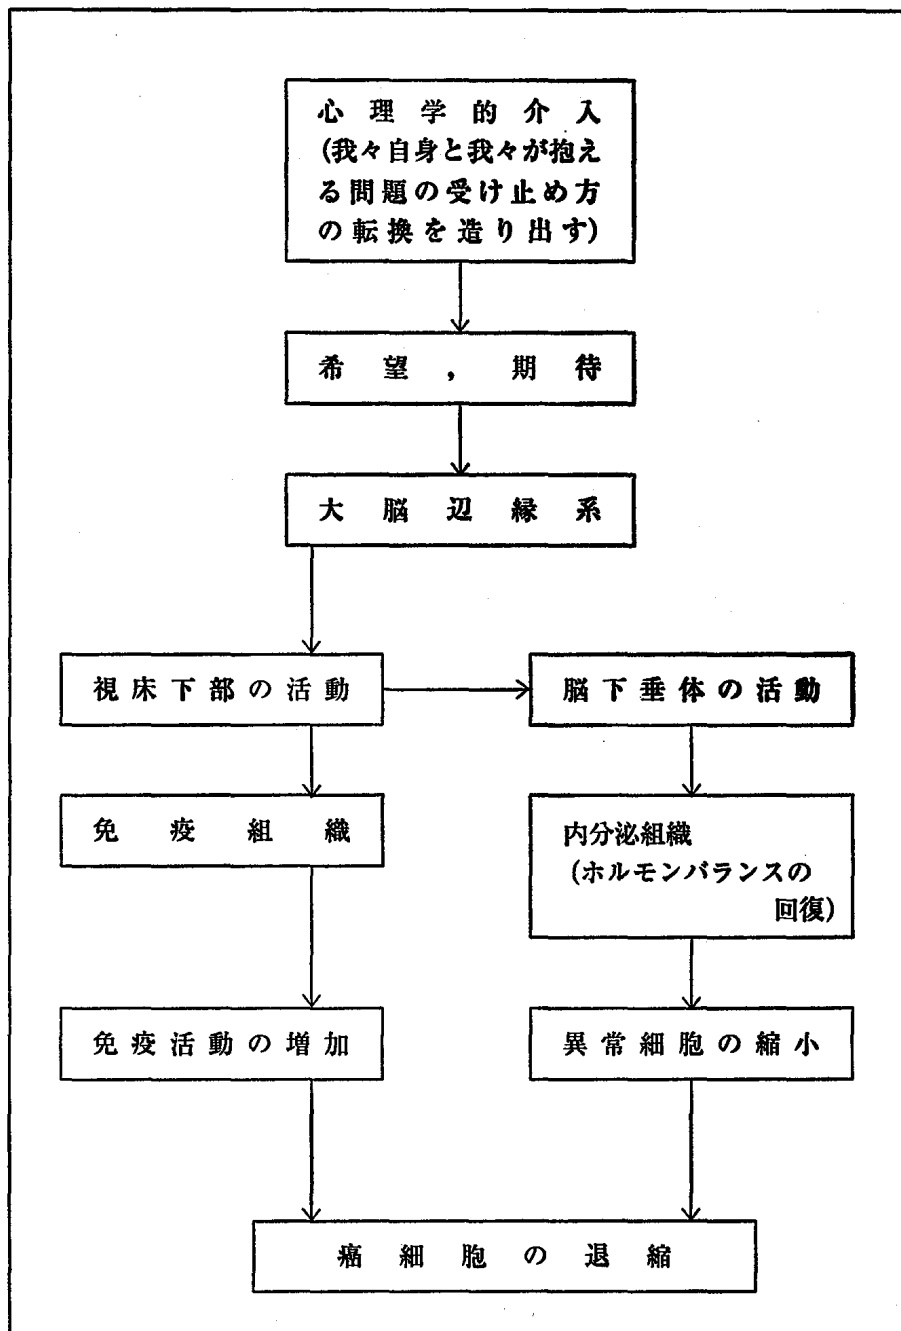 心理学的介入
(我々自身と我々が抱え
る問題の受け止め方
の転換を造り出す)
希望，期待
大脳辺縁系
視床下部の活動
脳下垂体の活動
免疫組織
内分泌組織
(ホルモンバランスの
回復)
免疫活動の増加
異常細胞の縮小
癌細胞の退縮